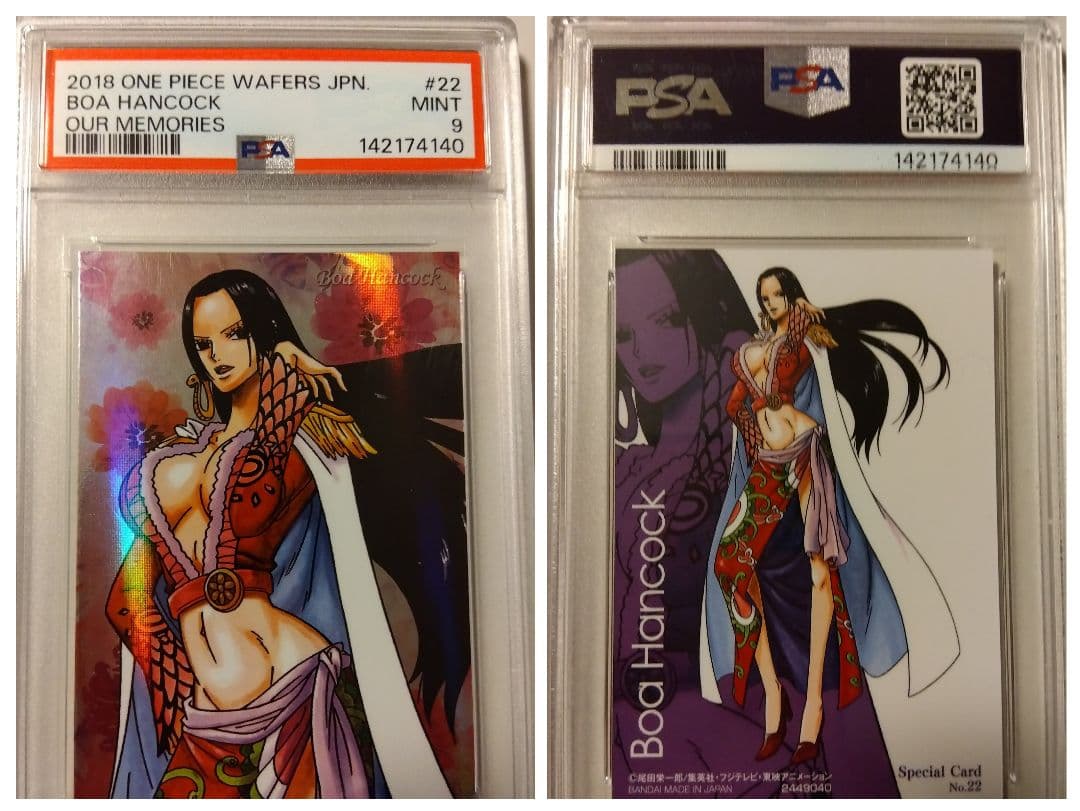 2018 ONE PIECE WAFERS JPN. #22
BOA HANCOCK MINT
OUR MEMORIES 9
PSA 142174140
Boa Hancock
PSA PSA
142174140
Boa Hancock
©尾田栄一郎/集英社・フジテレビ・東映アニメーション
BANDAI MADE IN JAPAN 2449040
Special Card
No.22